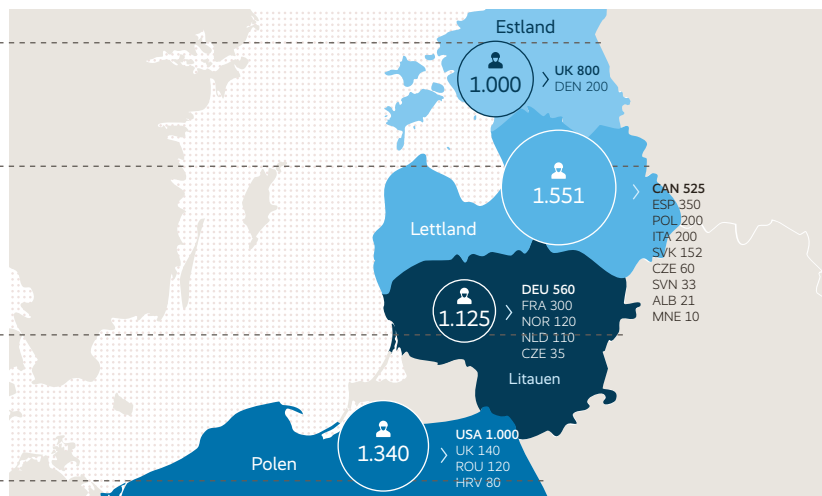 Estland
1.000
UK 800
DEN 200
1.551
CAN 525
ESP 350
POL 200
ITA 200
SVK 152
CZE 60
SVN 33
ALB 21
MNE 10
Lettland
1.125
DEU 560
FRA 300
NOR 120
NLD 110
CZE 35
Litauen
Polen
1.340
USA 1.000
UK 140
ROU 120
HRV 80